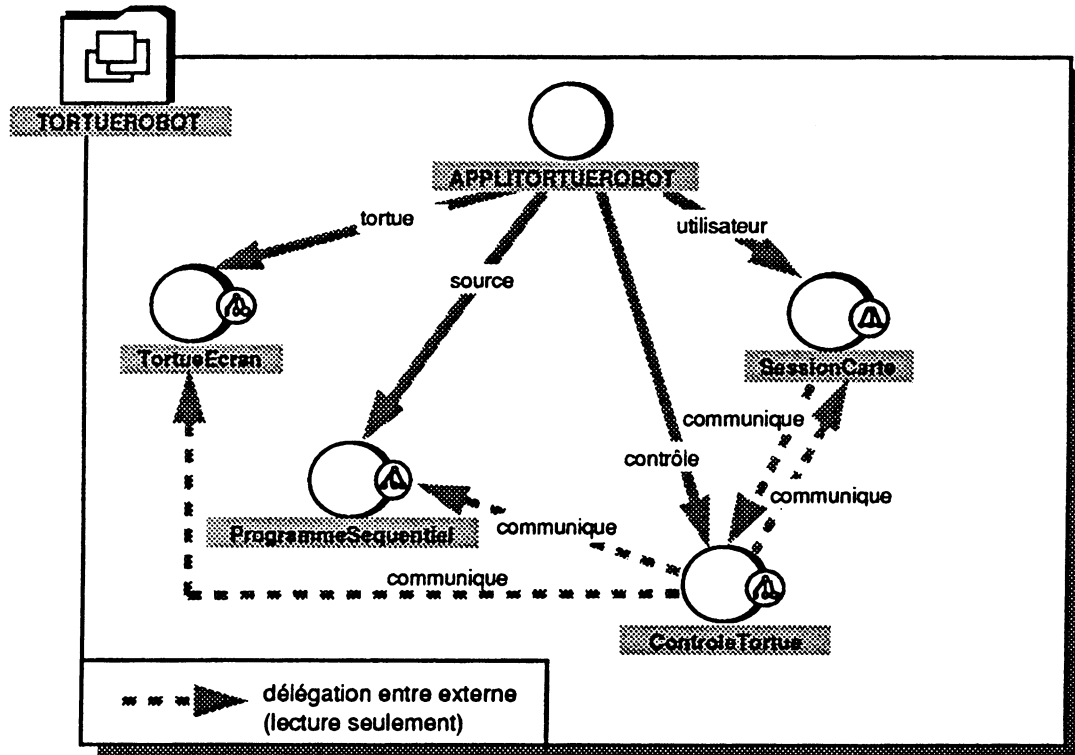 TORTUEROBOT
APPLITORTUEROBOT
tortue
utilisateur
source
TortueEcran
SessionCarte
communique
contrôle
communique
communique
ProgrammeSequentiel
communique
ControleTortue
délégation entre externe
(lecture seulement)